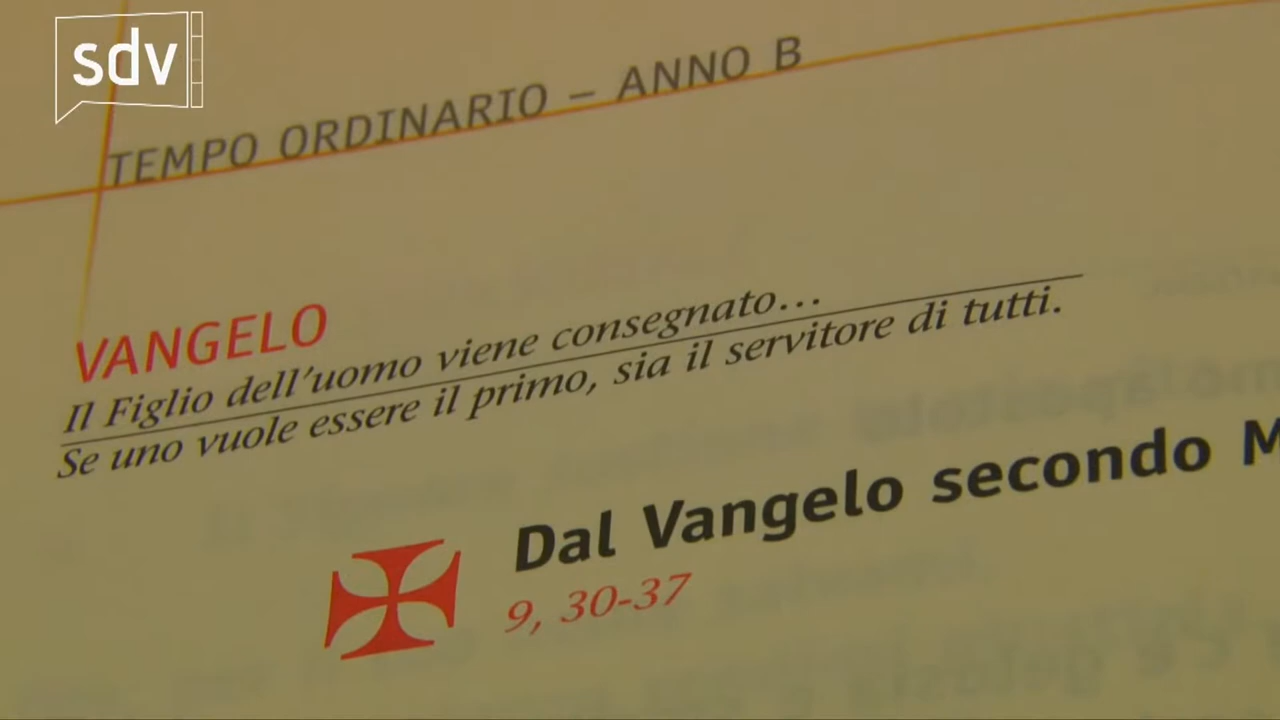 sdv
TEMPO ORDINARIO – ANNO B
VANGELO
Il Figlio dell'uomo viene consegnato…
Se uno vuole essere il primo, sia il servitore di tutti.
Dal Vangelo secondo M
9, 30-37